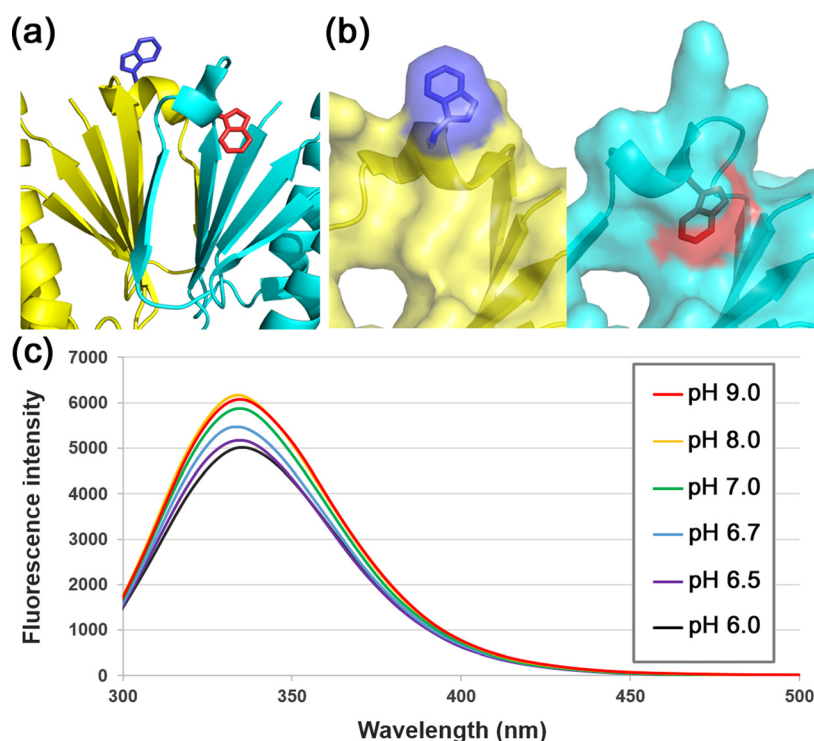 (a)
(b)
(c)
7000
6000
5000
4000
3000
2000
1000
0
Fluorescence intensity
300
350
400
450
500
Wavelength (nm)
pH 9.0
pH 8.0
pH 7.0
pH 6.7
pH 6.5
pH 6.0